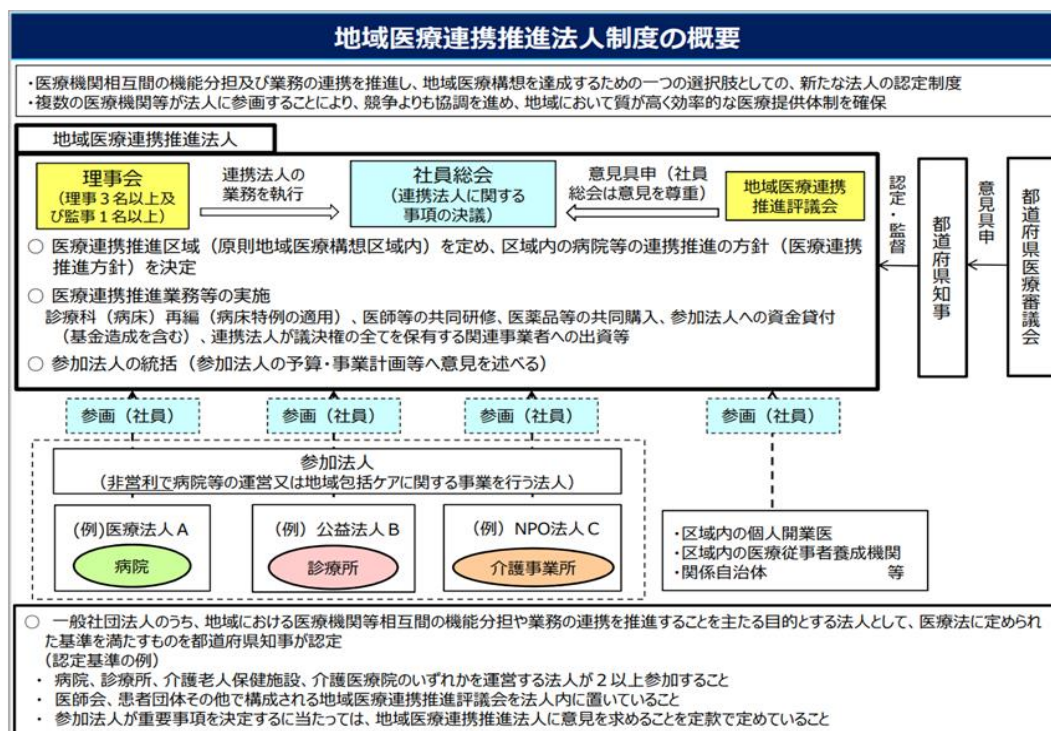 地域医療連携推進法人制度の概要
・医療機関相互間の機能分担及び業務の連携を推進し、地域医療構想を達成するための一つの選択肢としての、新たな法人の認定制度
・複数の医療機関等が法人に参画することにより、競争よりも協調を進め、地域において質が高く効率的な医療提供体制を確保
地域医療連携推進法人
理事会
（理事３名以上及
び監事１名以上）
連携法人の
業務を執行
社員総会
（連携法人に関する
事項の決議）
意見具申（社員
総会は意見を尊重）
地域医療連携
推進評議会
認定・監督
都道府県知事
意見具申
都道府県医療審議会
○ 医療連携推進区域（原則地域医療構想区域内）を定め、区域内の病院等の連携推進の方針（医療連携
推進方針）を決定
○ 医療連携推進業務等の実施
診療科（病床）再編（病床特例の適用）、医師等の共同研修、医薬品等の共同購入、参加法人への資金貸付
（基金造成を含む）、連携法人が議決権の全てを保有する関連事業者への出資等
○ 参加法人の統括（参加法人の予算・事業計画等へ意見を述べる）
参画（社員）
参画（社員）
参画（社員）
参画（社員）
参加法人
（非営利で病院等の運営又は地域包括ケアに関する事業を行う法人）
(例)医療法人Ａ
病院
(例）公益法人Ｂ
診療所
(例）NPO法人Ｃ
介護事業所
・区域内の個人開業医
・区域内の医療従事者養成機関
・関係自治体　　　　　等
○ 一般社団法人のうち、地域における医療機関等相互間の機能分担や業務の連携を推進することを主たる目的とする法人として、医療法に定められ
た基準を満たすものを都道府県知事が認定
（認定基準の例）
・ 病院、診療所、介護老人保健施設、介護医療院のいずれかを運営する法人が２以上参加すること
・ 医師会、患者団体その他で構成される地域医療連携推進評議会を法人内に置いていること
・ 参加法人が重要事項を決定するに当たっては、地域医療連携推進法人に意見を求めることを定款で定めていること